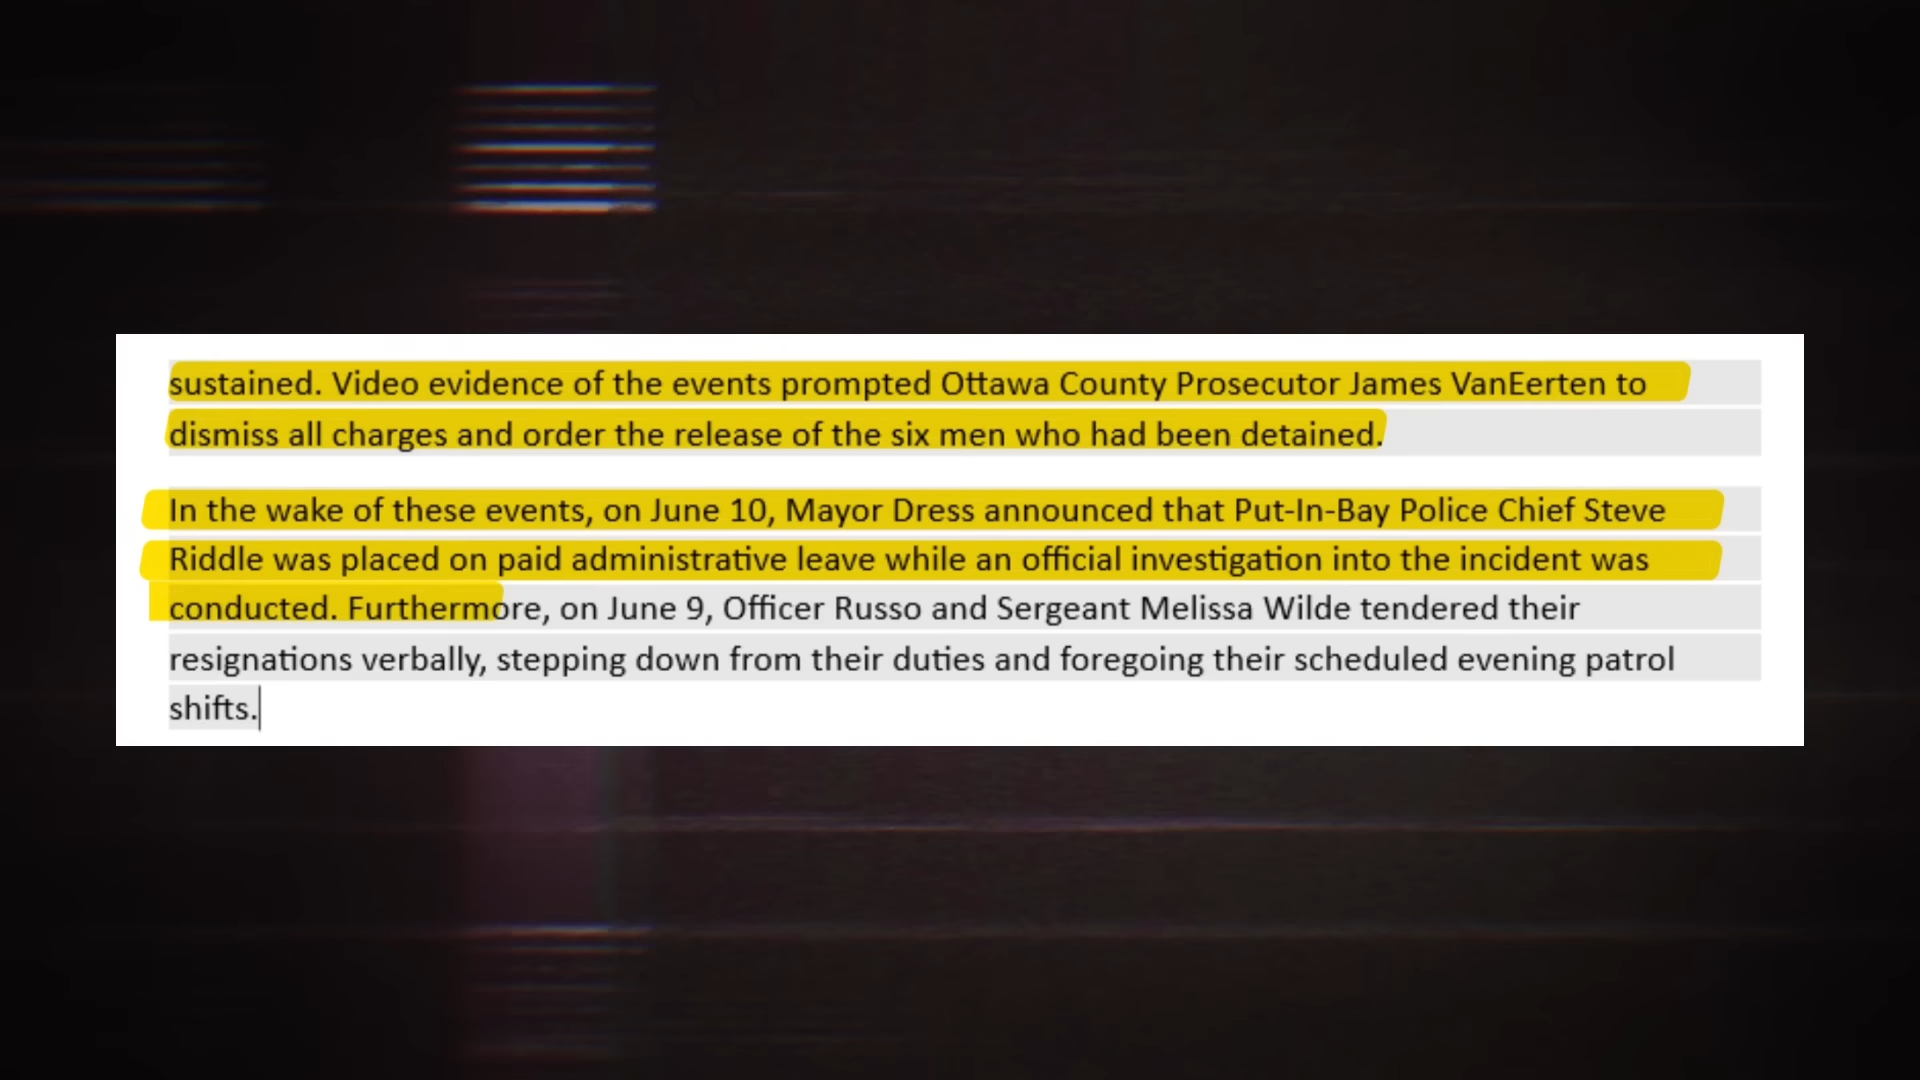 sustained. Video evidence of the events prompted Ottawa County Prosecutor James VanEerten to
dismiss all charges and order the release of the six men who had been detained.
In the wake of these events, on June 10, Mayor Dress announced that Put-In-Bay Police Chief Steve
Riddle was placed on paid administrative leave while an official investigation into the incident was
conducted. Furthermore, on June 9, Officer Russo and Sergeant Melissa Wilde tendered their
resignations verbally, stepping down from their duties and foregoing their scheduled evening patrol
shifts.